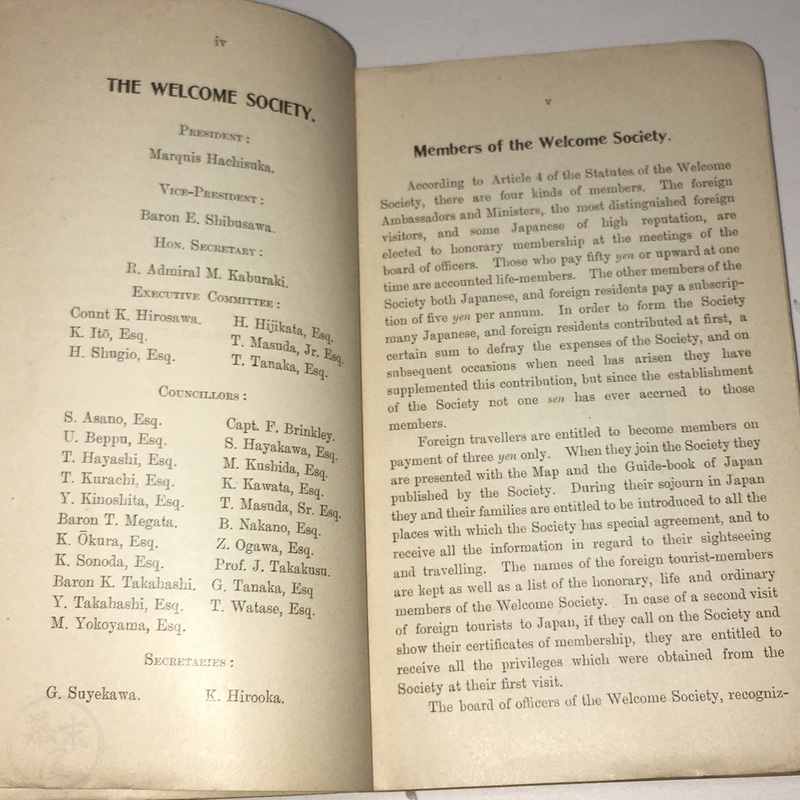 iv
THE WELCOME SOCIETY.
PRESIDENT:
Marquis Hachisuka.
VICE-PRESIDENT:
Baron E. Shibusawa.
HON. SECRETARY:
R. Admiral M. Kaburaki.
EXECUTIVE COMMITTEE:
Count K. Hirosawa. H. Hijikata, Esq.
K. Itō, Esq. T. Masuda, Jr. Esq.
H. Shugio, Esq. T. Tanaka, Esq.
COUNCILLORS:
S. Asano, Esq. Capt. F. Brinkley.
U. Beppu, Esq. S. Hayakawa, Esq.
T. Hayashi, Esq. M. Kushida, Esq.
T. Kurachi, Esq. K. Kawata, Esq.
Y. Kinoshita, Esq. T. Masuda, Sr. Esq.
Baron T. Megata. B. Nakano, Esq.
K. Ōkura, Esq. Z. Ogawa, Esq.
K. Sonoda, Esq. Prof. J. Takakusu.
Baron K. Takahashi. G. Tanaka, Esq
Y. Takahashi, Esq. T. Watase, Esq.
M. Yokoyama, Esq.
SECRETARIES:
G. Suyekawa. K. Hirooka.
v
Members of the Welcome Society.
According to Article 4 of the Statutes of the Welcome
Society, there are four kinds of members. The foreign
Ambassadors and Ministers, the most distinguished foreign
visitors, and some Japanese of high reputation, are
elected to honorary membership at the meetings of the
board of officers. Those who pay fifty yen or upward at one
time are accounted life-members. The other members of the
Society both Japanese, and foreign residents pay a subscrip-
tion of five yen per annum. In order to form the Society
many Japanese, and foreign residents contributed at first, a
certain sum to defray the expenses of the Society, and on
subsequent occasions when need has arisen they have
supplemented this contribution, but since the establishment
of the Society not one sen has ever accrued to those
members.
Foreign travellers are entitled to become members on
payment of three yen only. When they join the Society they
are presented with the Map and the Guide-book of Japan
published by the Society. During their sojourn in Japan
they and their families are entitled to be introduced to all the
places with which the Society has special agreement, and to
receive all the information in regard to their sightseeing
and travelling. The names of the foreign tourist-members
are kept as well as a list of the honorary, life and ordinary
members of the Welcome Society. In case of a second visit
of foreign tourists to Japan, if they call on the Society and
show their certificates of membership, they are entitled to
receive all the privileges which were obtained from the
Society at their first visit.
The board of officers of the Welcome Society, recogniz-